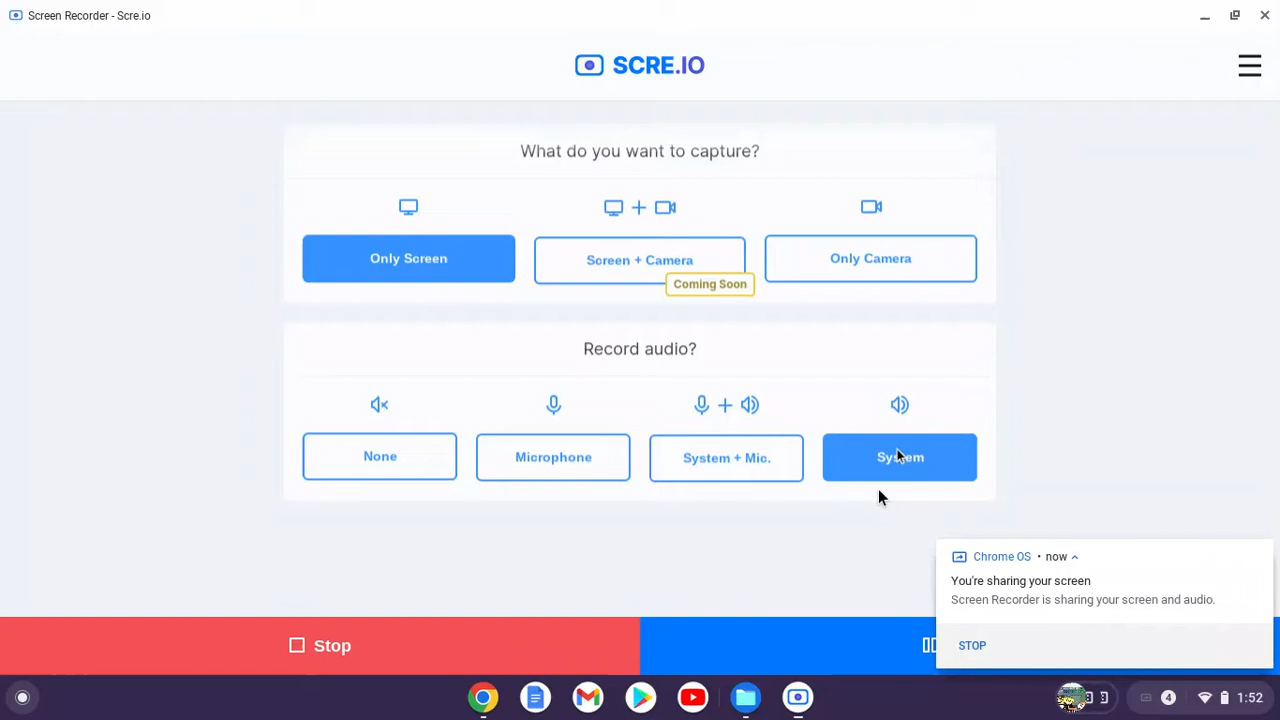 Screen Recorder - Scre.io
SCRE.IO
What do you want to capture?
Only Screen
Screen + Camera
Only Camera
Coming Soon
Record audio?
None
Microphone
System + Mic.
System
Chrome OS • now
You're sharing your screen
Screen Recorder is sharing your screen and audio.
STOP
Stop
4
1:52